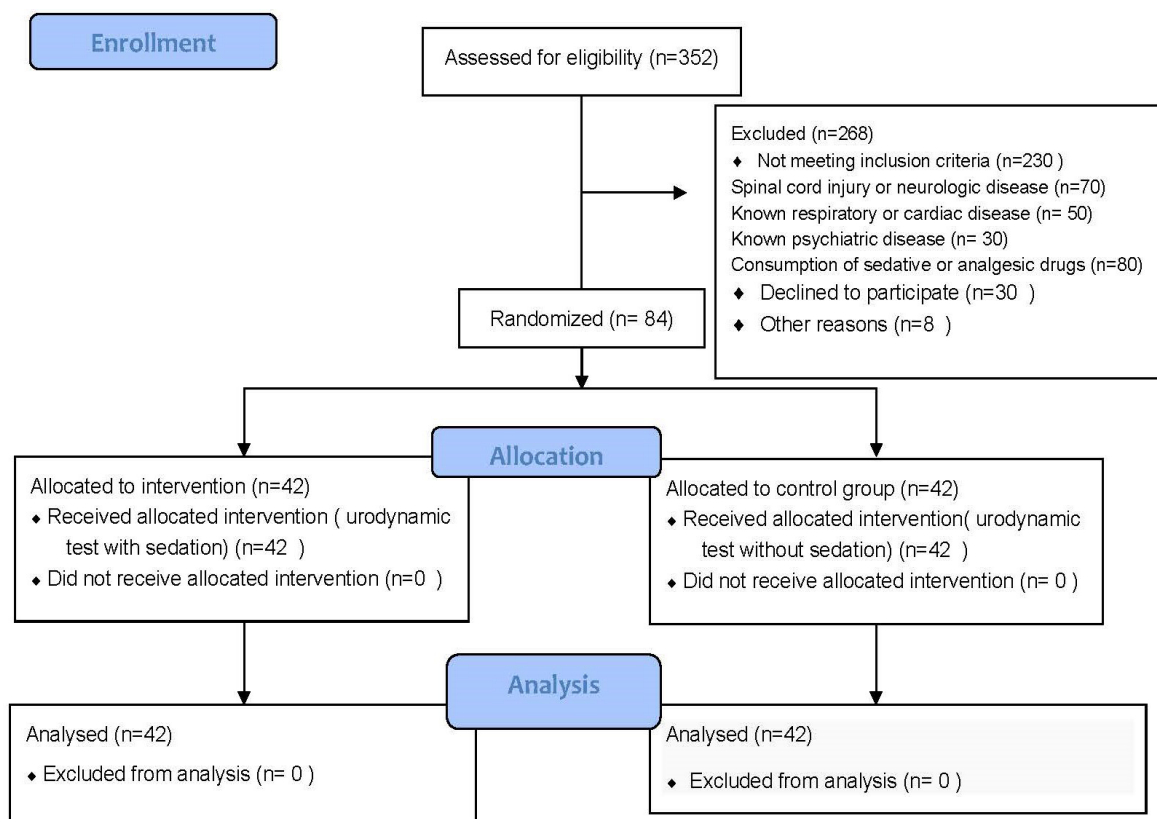 Enrollment
Assessed for eligibility (n=352)
Excluded (n=268)
♦ Not meeting inclusion criteria (n=230 )
Spinal cord injury or neurologic disease (n=70)
Known respiratory or cardiac disease (n= 50)
Known psychiatric disease (n= 30)
Consumption of sedative or analgesic drugs (n=80)
♦ Declined to participate (n=30 )
♦ Other reasons (n=8 )
Randomized (n= 84)
Allocation
Allocated to intervention (n=42)
♦ Received allocated intervention ( urodynamic
test with sedation) (n=42 )
♦ Did not receive allocated intervention (n=0 )
Allocated to control group (n=42)
♦ Received allocated intervention( urodynamic
test without sedation) (n=42 )
♦ Did not receive allocated intervention (n= 0 )
Analysis
Analysed (n=42)
♦ Excluded from analysis (n= 0 )
Analysed (n=42)
♦ Excluded from analysis (n= 0 )